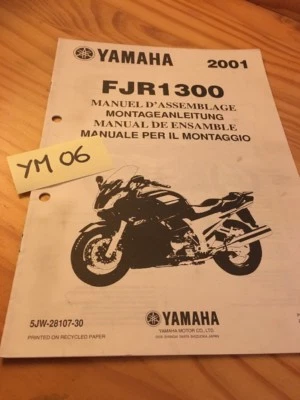 YAMAHA 2001
FJR1300
MANUEL D'ASSEMBLAGE
MONTAGEANLEITUNG
MANUAL DE ENSAMBLE
MANUALE PER IL MONTAGGIO
YM 06
5JW-28107-30
PRINTED ON RECYCLED PAPER
YAMAHA
YAMAHA MOTOR CO., LTD.